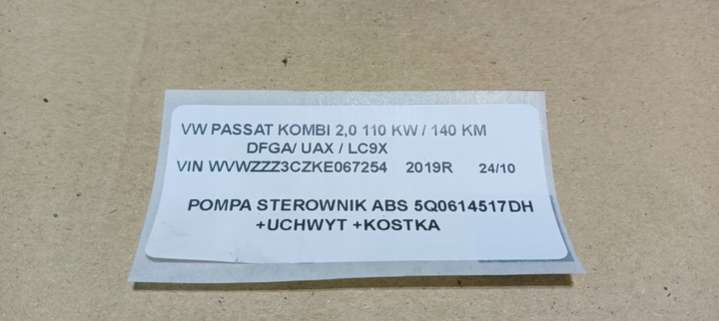 VW PASSAT KOMBI 2,0 110 KW / 140 KM
DFGA/ UAX / LC9X
VIN WVWZZZ3CZKE067254 2019R 24/10
POMPA STEROWNIK ABS 5Q0614517DH
+UCHWYT +KOSTKA